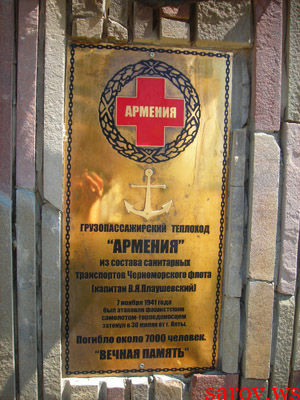 АРМЕНИЯ
ГРУЗОПАССАЖИРСКИЙ ТЕПЛОХОД
"АРМЕНИЯ"
из состава санитарных
транспортов Черноморского флота
(капитан В.Я.Плаушевский)
7 ноября 1941 года
был атакован фашистским
самолетом-торпедоносцем
затонул в 30 милях от г. Ялты
Погибло около 7000 человек.
"ВЕЧНАЯ ПАМЯТЬ"
sarov.ws